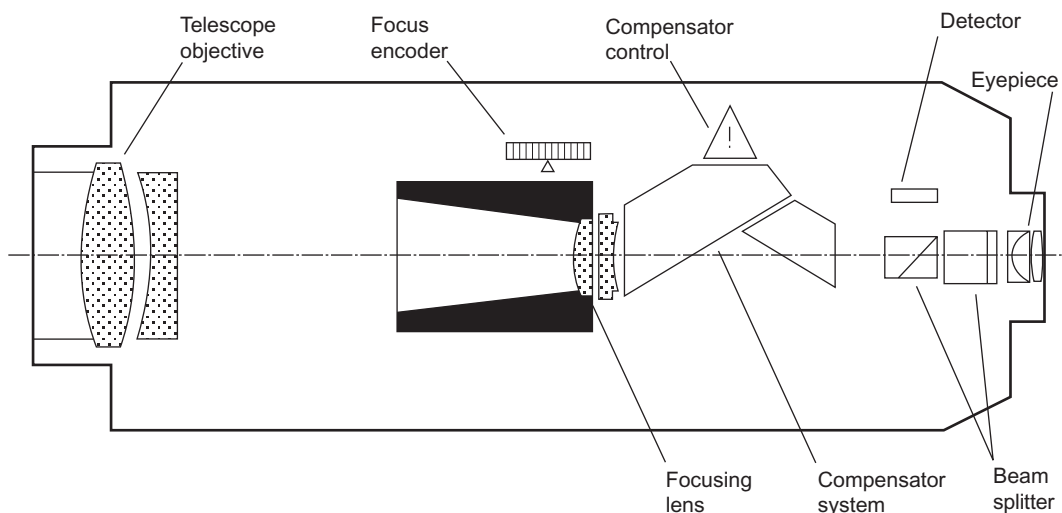 Telescope
objective
Focus
encoder
Compensator
control
Detector
Eyepiece
!
Focusing
lens
Compensator
system
Beam
splitter